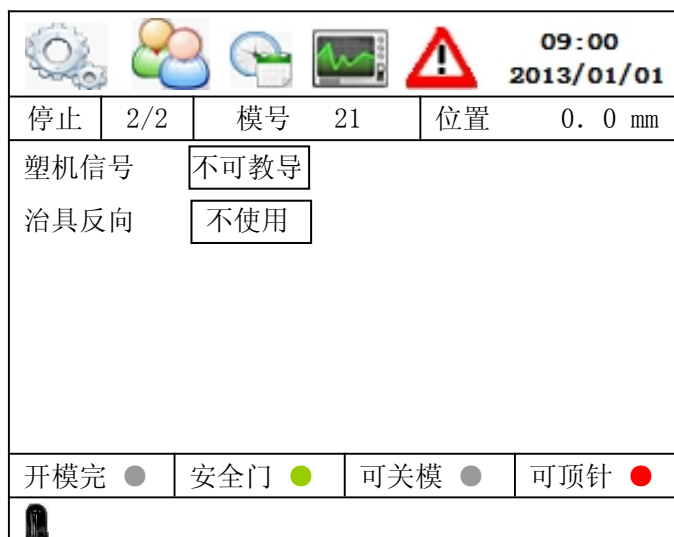 09:00
2013/01/01
停止 2/2 模号 21 位置 0. 0 mm
塑机信号 不可教导
治具反向 不使用
开模完 安全门 可关模 可顶针